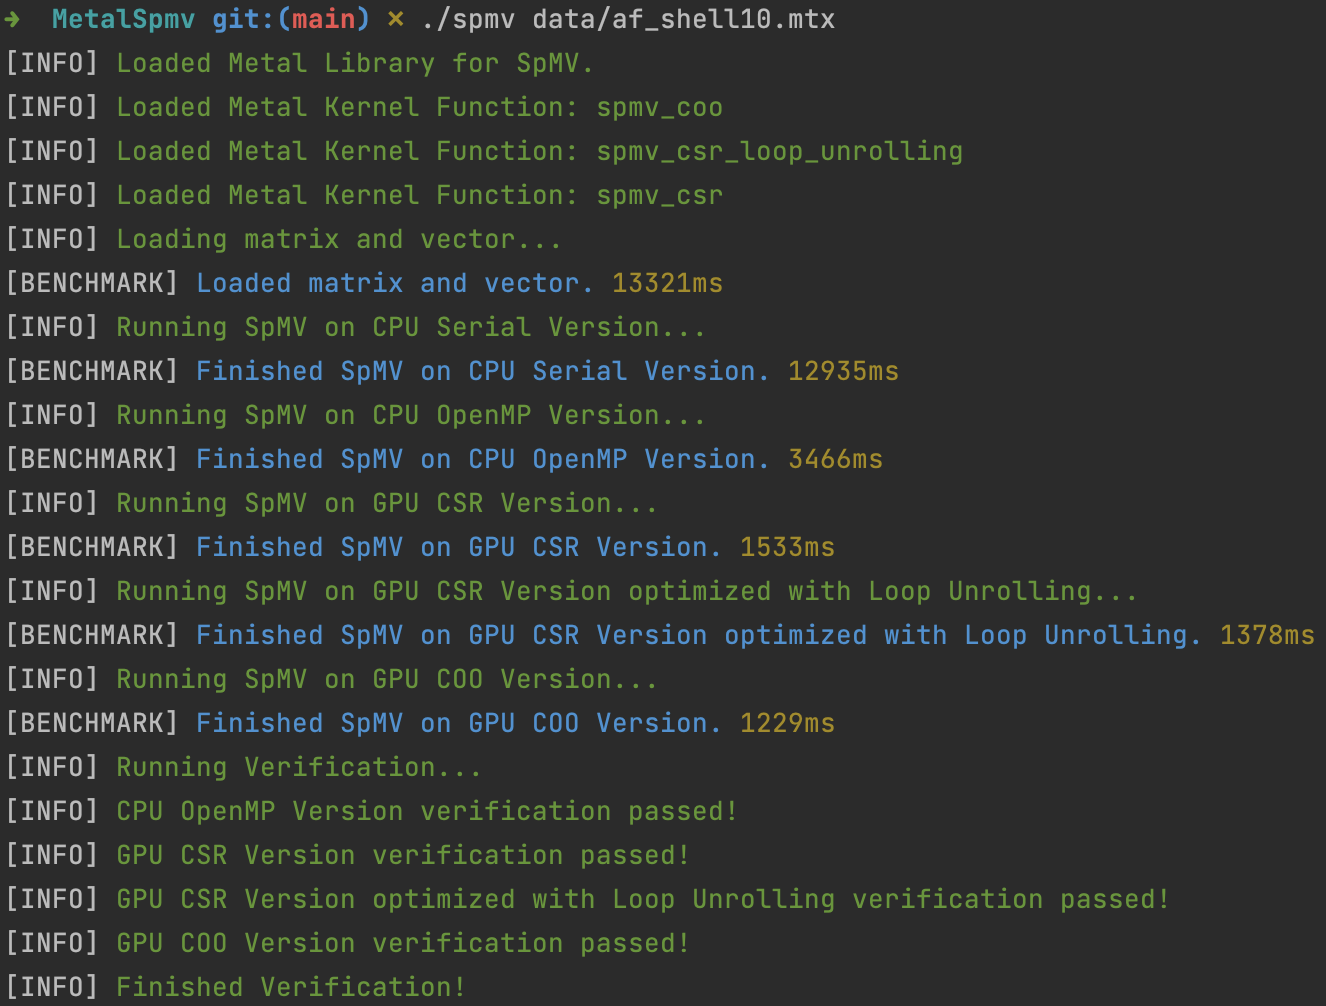 ➜  MetalSpmv git:(main) ✗ ./spmv data/af_shell10.mtx
[INFO] Loaded Metal Library for SpMV.
[INFO] Loaded Metal Kernel Function: spmv_coo
[INFO] Loaded Metal Kernel Function: spmv_csr_loop_unrolling
[INFO] Loaded Metal Kernel Function: spmv_csr
[INFO] Loading matrix and vector...
[BENCHMARK] Loaded matrix and vector. 13321ms
[INFO] Running SpMV on CPU Serial Version...
[BENCHMARK] Finished SpMV on CPU Serial Version. 12935ms
[INFO] Running SpMV on CPU OpenMP Version...
[BENCHMARK] Finished SpMV on CPU OpenMP Version. 3466ms
[INFO] Running SpMV on GPU CSR Version...
[BENCHMARK] Finished SpMV on GPU CSR Version. 1533ms
[INFO] Running SpMV on GPU CSR Version optimized with Loop Unrolling...
[BENCHMARK] Finished SpMV on GPU CSR Version optimized with Loop Unrolling. 1378ms
[INFO] Running SpMV on GPU COO Version...
[BENCHMARK] Finished SpMV on GPU COO Version. 1229ms
[INFO] Running Verification...
[INFO] CPU OpenMP Version verification passed!
[INFO] GPU CSR Version verification passed!
[INFO] GPU CSR Version optimized with Loop Unrolling verification passed!
[INFO] GPU COO Version verification passed!
[INFO] Finished Verification!